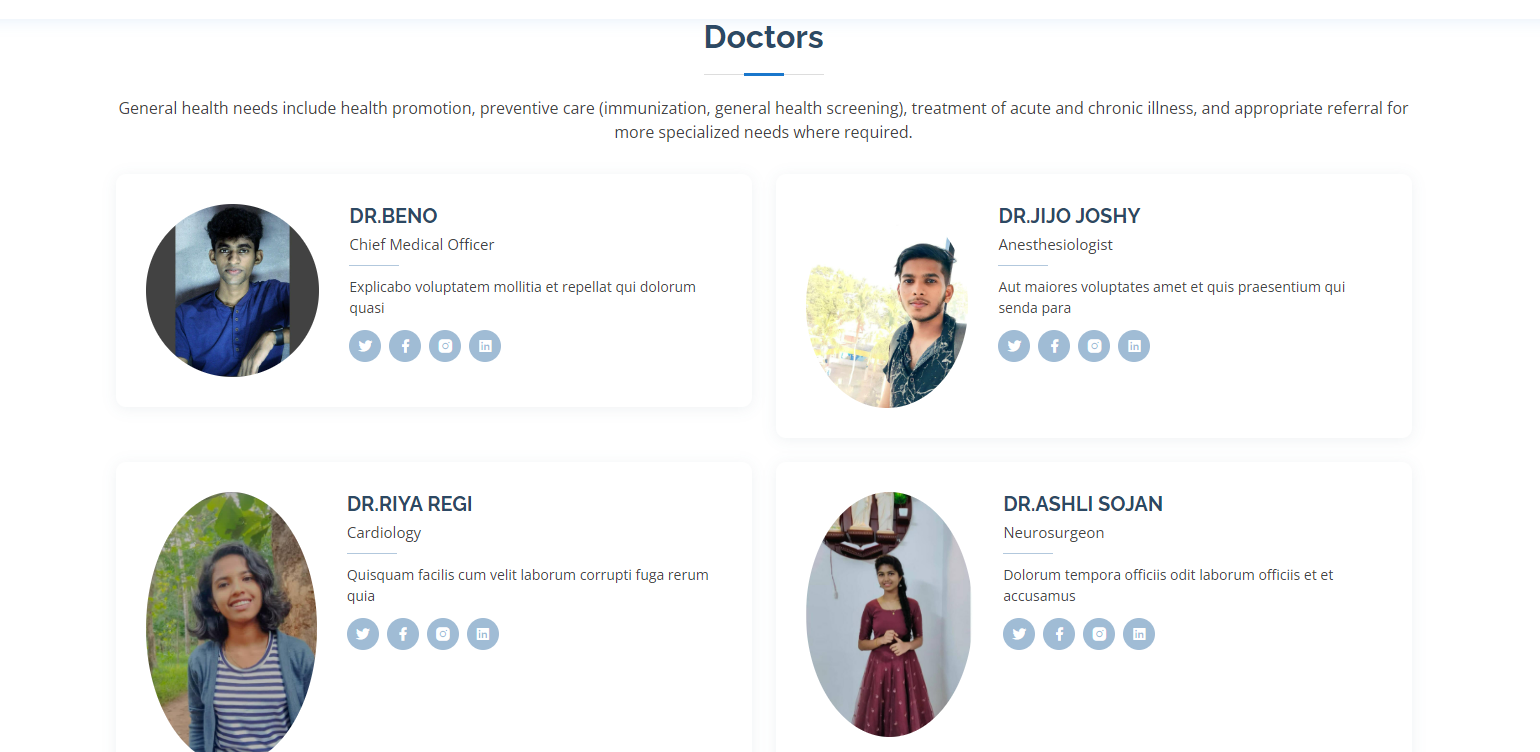 Doctors
General health needs include health promotion, preventive care (immunization, general health screening), treatment of acute and chronic illness, and appropriate referral for
more specialized needs where required.
DR.BENO
Chief Medical Officer
Explicabo voluptatem mollitia et repellat qui dolorum
quasi
DR.JIJO JOSHY
Anesthesiologist
Aut maiores voluptates amet et quis praesentium qui
senda para
DR.RIYA REGI
Cardiology
Quisquam facilis cum velit laborum corrupti fuga rerum
quia
DR.ASHLI SOJAN
Neurosurgeon
Dolorum tempora officiis odit laborum officiis et et
accusamus